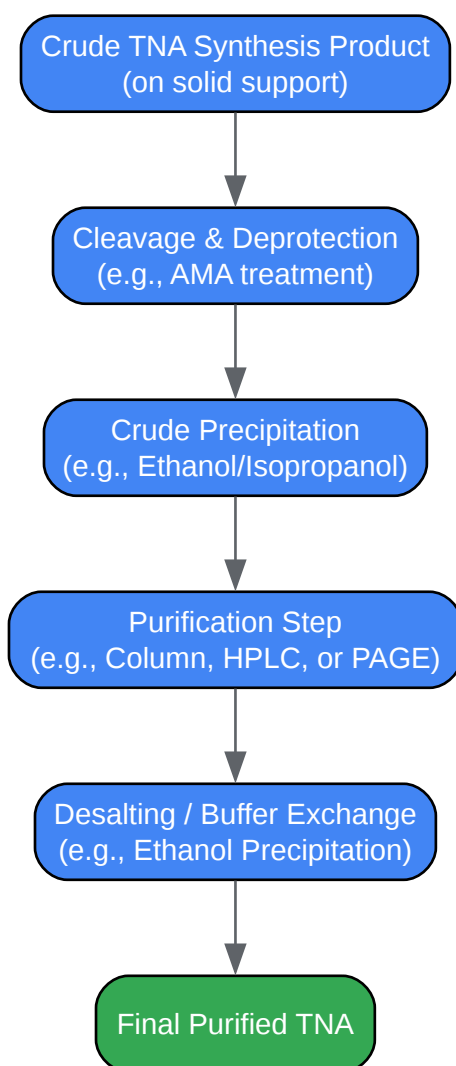 Crude TNA Synthesis Product
(on solid support)
Cleavage & Deprotection
(e.g., AMA treatment)
Crude Precipitation
(e.g., Ethanol/Isopropanol)
Purification Step
(e.g., Column, HPLC, or PAGE)
Desalting / Buffer Exchange
(e.g., Ethanol Precipitation)
Final Purified TNA